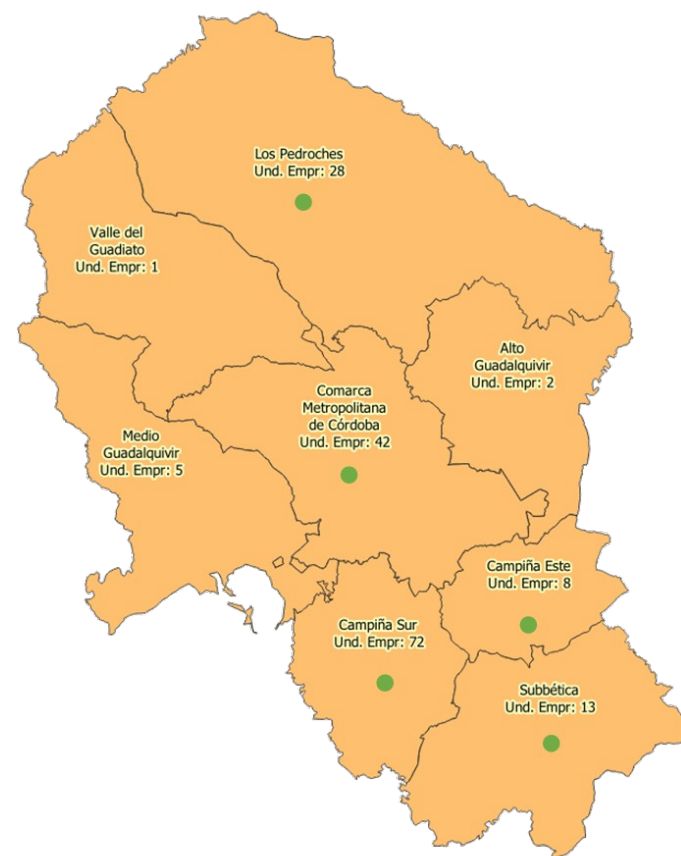 Los Pedroches
Und. Empr: 28
Valle del
Guadiato
Und. Empr: 1
Alto
Guadalquivir
Und. Empr: 2
Comarca
Metropolitana
de Córdoba
Und. Empr: 42
Medio
Guadalquivir
Und. Empr: 5
Campiña Este
Und. Empr: 8
Campiña Sur
Und. Empr: 72
Subbética
Und. Empr: 13